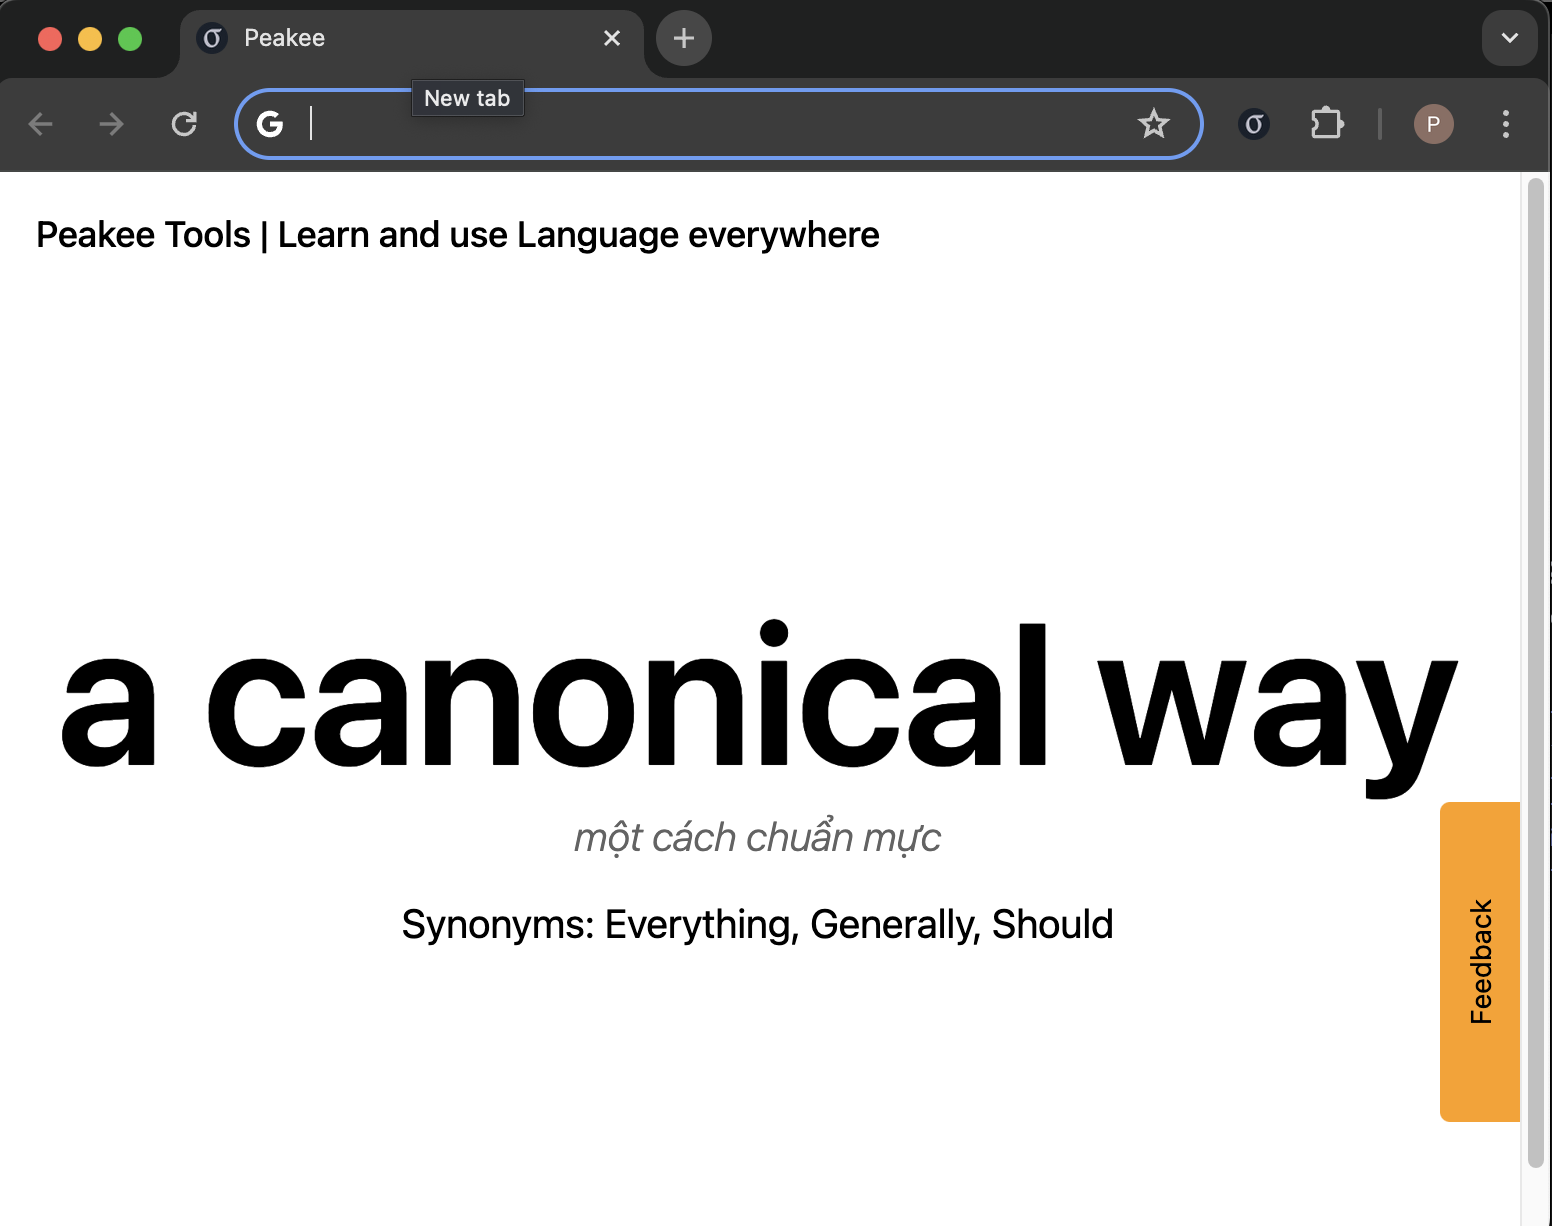 Peakee
New tab
P
Peakee Tools | Learn and use Language everywhere
a canonical way
một cách chuẩn mực
Synonyms: Everything, Generally, Should
Feedback